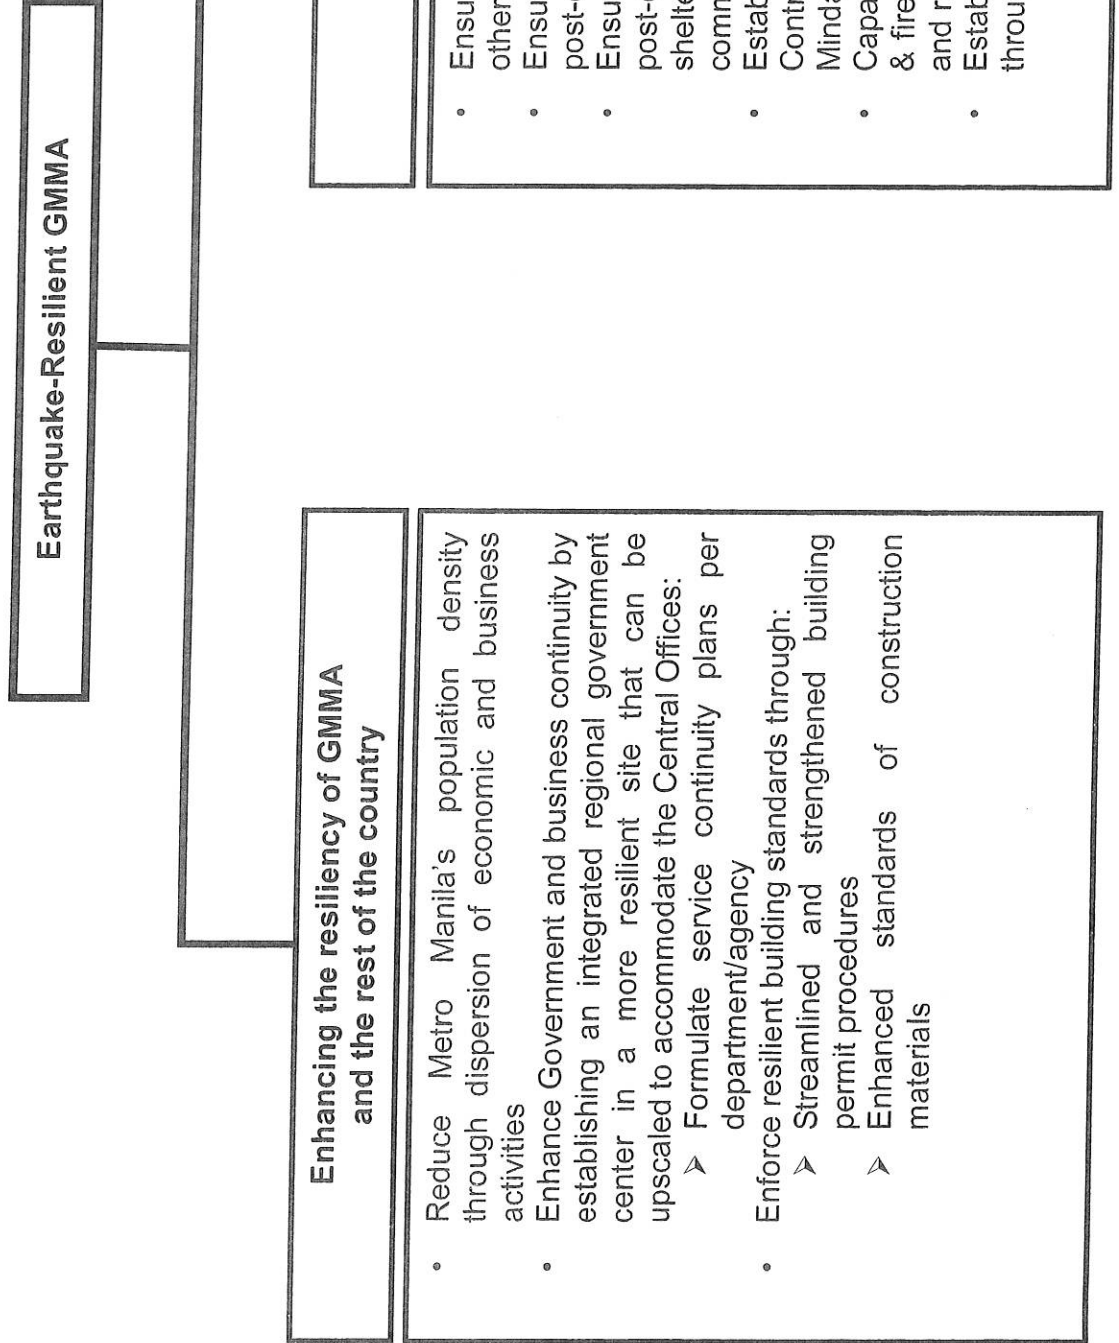 Earthquake-Resilient GMMA
Enhancing the resiliency of GMMA
and the rest of the country
• Reduce Metro Manila's population density
through dispersion of economic and business
activities
• Enhance Government and business continuity by
establishing an integrated regional government
center in a more resilient site that can be
upscaled to accommodate the Central Offices:
➢ Formulate service continuity plans per
department/agency
• Enforce resilient building standards through:
➢ Streamlined and strengthened building
permit procedures
➢ Enhanced standards of construction
materials
•
other
•
•
& fire
and